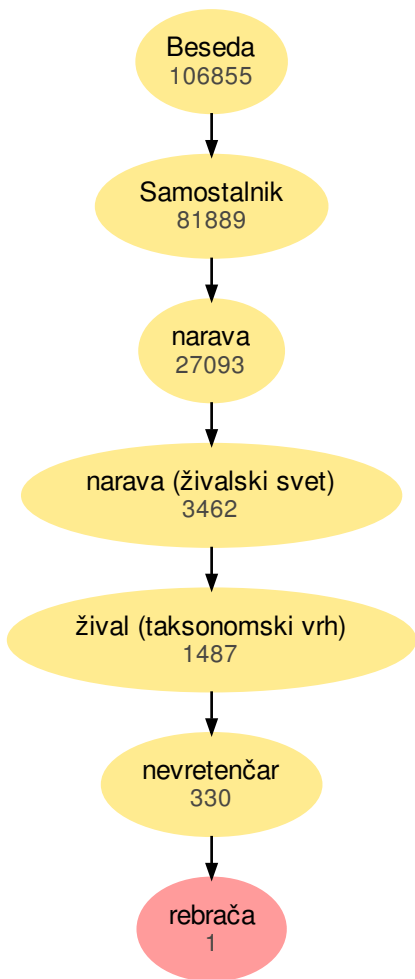 Beseda
106855
Samostalnik
81889
narava
27093
narava (živalski svet)
3462
žival (taksonomski vrh)
1487
nevretenčar
330
rebrača
1